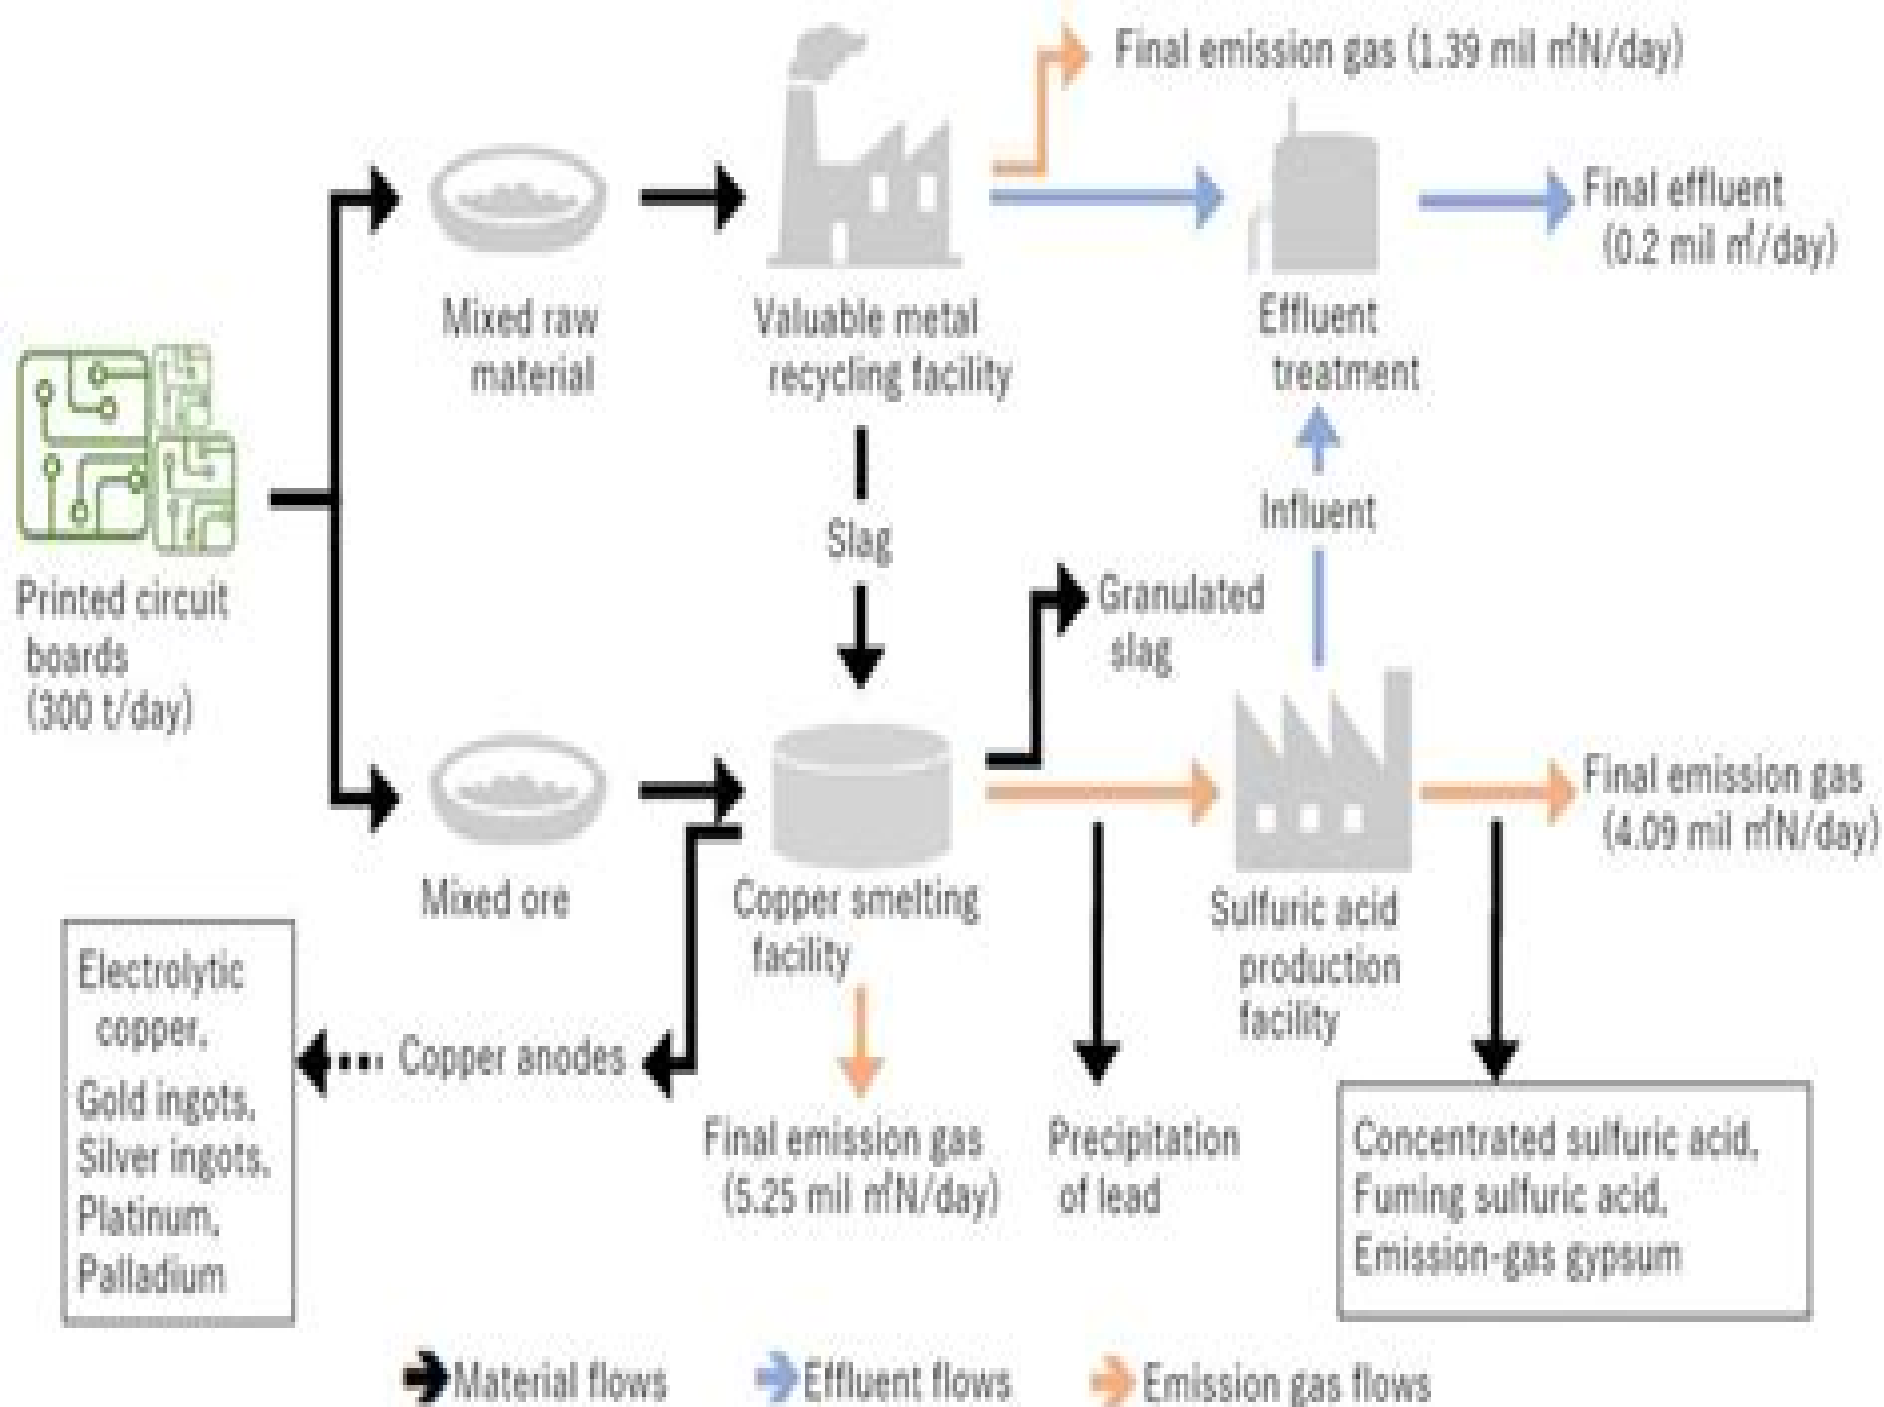 Final emission gas (1.39 mil m³N/day)
Final effluent
(0.2 mil m³/day)
Mixed raw
material
Valuable metal
recycling facility
Effluent
treatment
Printed circuit
boards
(300 t/day)
Slag
Influent
Granulated
slag
Mixed ore
Copper smelting
facility
Sulfuric acid
production
facility
Final emission gas
(4.09 mil m³N/day)
Electrolytic
copper,
Gold ingots,
Silver ingots,
Platinum,
Palladium
Copper anodes
Final emission gas
(5.25 mil m³N/day)
Precipitation
of lead
Concentrated sulfuric acid,
Fuming sulfuric acid,
Emission-gas gypsum
Material flows
Effluent flows
Emission gas flows